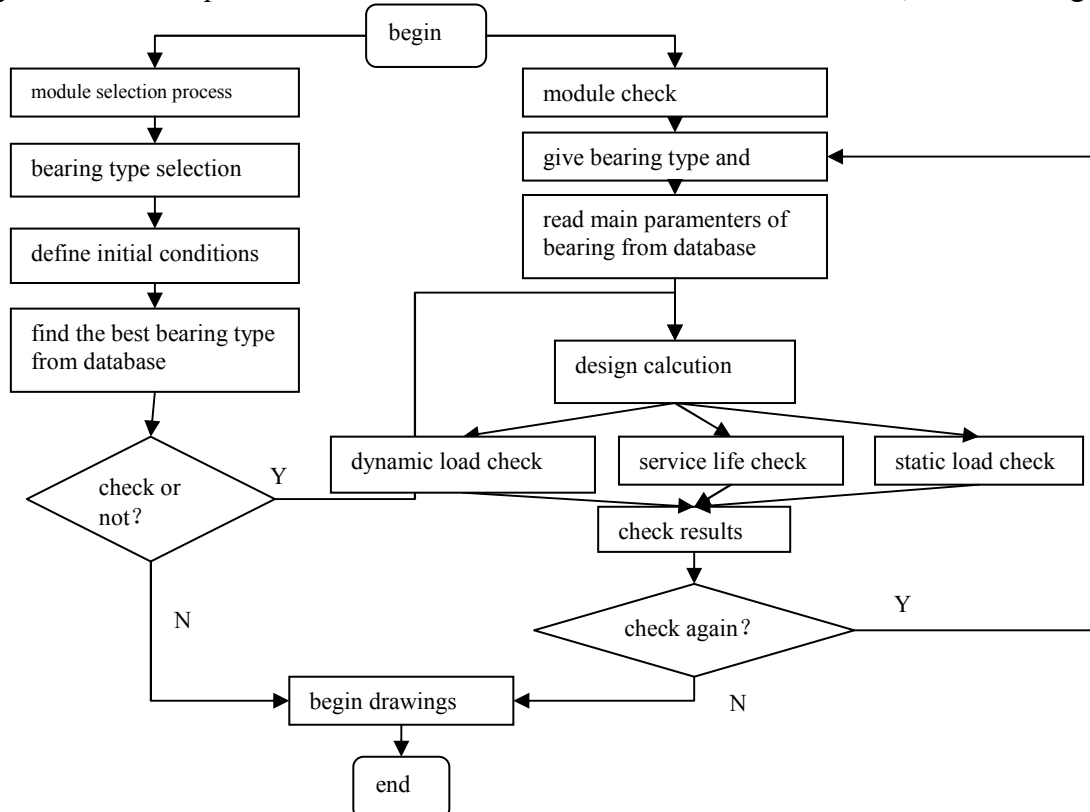 begin
module selection process
bearing type selection
define initial conditions
find the best bearing type
from database
check or
not?
Y
N
module check
give bearing type and
read main paramenters of
bearing from database
design calcution
dynamic load check
service life check
static load check
check results
check again?
Y
N
begin drawings
end